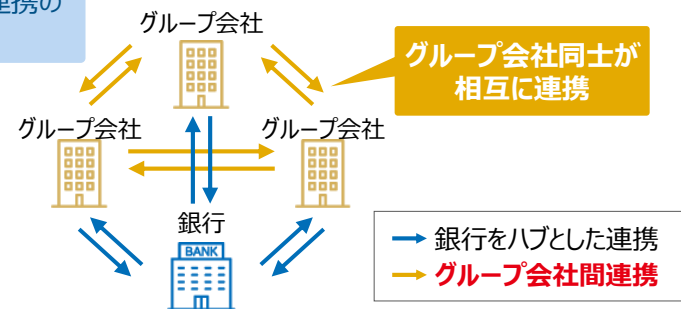 連携の
グループ会社
グループ会社同士が
相互に連携
グループ会社
グループ会社
銀行
BANK
銀行をハブとした連携
グループ会社間連携